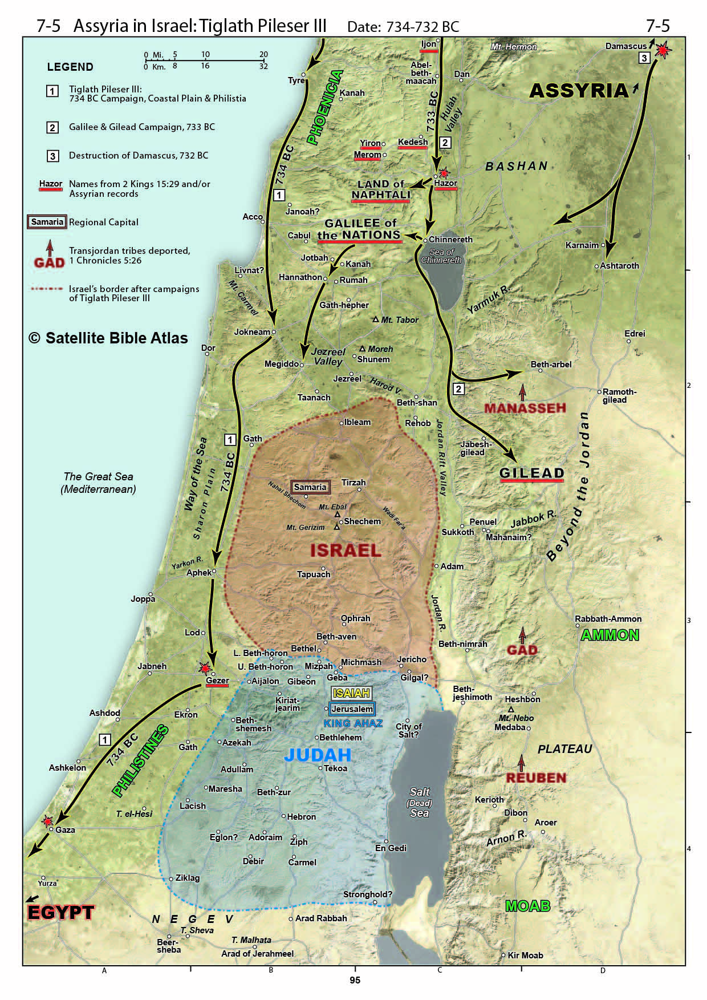 7-5 Assyria in Israel: Tiglath Pileser III Date: 734-732 BC 7-5
LEGEND
0 Mi. 5 10 20
0 Km. 8 16 32
1 Tiglath Pileser III:
734 BC Campaign, Coastal Plain & Philistia
2 Galilee & Gilead Campaign, 733 BC
3 Destruction of Damascus, 732 BC
Hazor Names from 2 Kings 15:29 and/or
Assyrian records
Samaria Regional Capital
GAD Transjordan tribes deported,
1 Chronicles 5:26
Israel's border after campaigns
of Tiglath Pileser III
© Satellite Bible Atlas
Ijon
Mt. Hermon
Damascus
3
Abel-
beth-
maacah
Dan
Tyre
PHOENICIA
Kanah
ASSYRIA
733 BC
Hulah
Valley
Yiron
Kedesh
2
Merom
734 BC
BASHAN
1
Hazor
LAND of
NAPHTALI
1
Janoah?
Acco
GALILEE of
the NATIONS
Cabul
Chinnereth
Sea of
Chinnereth
Karnaim
Jotbah
Kanah
Ashtaroth
Livnat?
Hannathon
Rumah
Mt. Carmel
Yarmuk R.
Gath-hepher
Mt. Tabor
Jokneam
Edrei
Dor
Moreh
Jezreel
Valley
Shunem
Megiddo
Beth-arbel
Jezreel
Harod V.
2
2
Taanach
Beth-shan
Ramoth-
gilead
MANASSEH
Ibleam
Rehob
Gath
1
Jordan Rift Valley
Jabesh-
gilead
Beyond the Jordan
734 BC
Way of the Sea
Sharon Plain
The Great Sea
(Mediterranean)
GILEAD
Samaria
Tirzah
Nahal Shechem
Mt. Ebal
Wadi Far'a
Shechem
Mt. Gerizim
Penuel
Jabbok R.
Sukkoth
Mahanaim?
ISRAEL
Yarkon R.
Aphek
Tapuach
Adam
Joppa
Jordan R.
Ophrah
Rabbath-Ammon
3
AMMON
Lod
Beth-aven
Beth-nimrah
GAD
Bethel
L. Beth-horon
Jericho
Jabneh
U. Beth-horon
Mizpah
Michmash
Gezer
Aijalon
Gibeon
Geba
Gilgal?
ISAIAH
Beth-
jeshimoth
Heshbon
Kiriat-
jearim
Jerusalem
Ashdod
Ekron
KING AHAZ
Mt. Nebo
Beth-
shemesh
City of
Salt?
Medaba
1
734 BC
PHILISTINES
Gath
Azekah
Bethlehem
PLATEAU
JUDAH
Ashkelon
Adullam
Tekoa
REUBEN
Maresha
Beth-zur
Salt
(Dead)
Sea
Kerioth
Lacish
T. el-Hesi
Dibon
Hebron
Aroer
Gaza
Eglon?
Adoraim
Ziph
Arnon R.
En Gedi
4
Debir
Carmel
Ziklag
Yurza
Stronghold?
EGYPT
MOAB
NEGEV
Arad Rabbah
T. Sheva
Beer-
sheba
T. Malhata
Arad of Jerahmeel
Kir Moab
A B C D
95